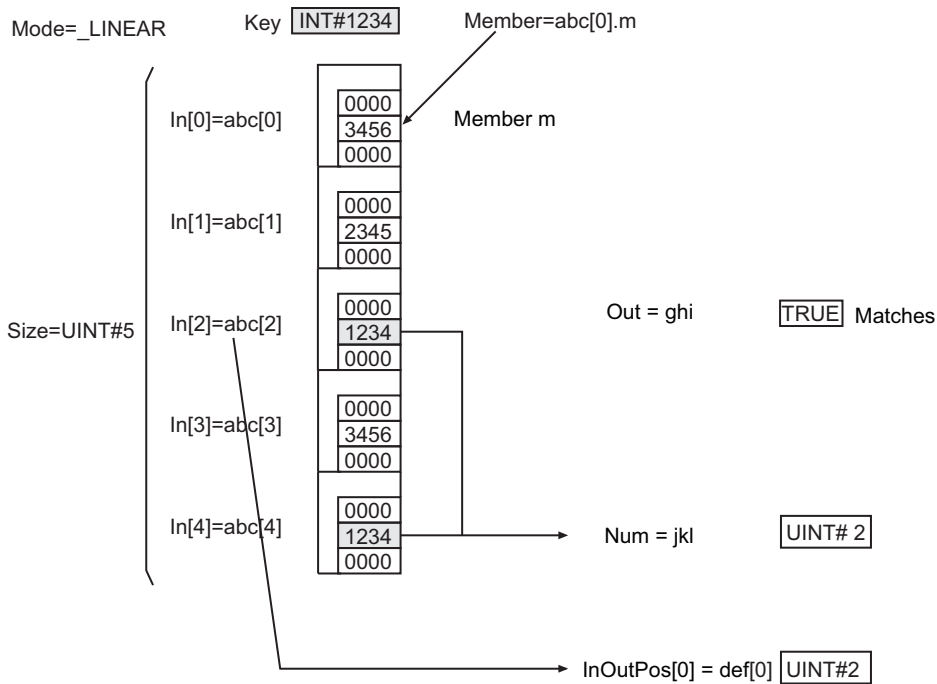 Mode=_LINEAR
Key INT#1234
Member=abc[0].m
In[0]=abc[0]
0000
3456
0000
Member m
In[1]=abc[1]
0000
2345
0000
Size=UINT#5
In[2]=abc[2]
0000
1234
0000
Out = ghi
TRUE Matches
In[3]=abc[3]
0000
3456
0000
In[4]=abc[4]
0000
1234
0000
Num = jkl
UINT# 2
InOutPos[0] = def[0]
UINT#2